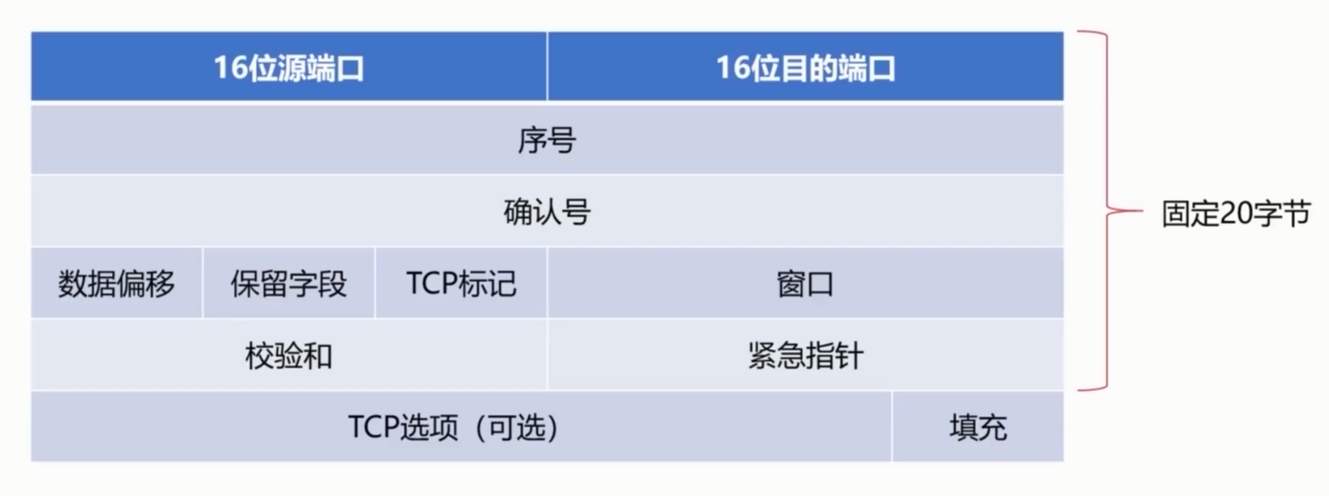 16位源端口
16位目的端口
序号
确认号
固定20字节
数据偏移
保留字段
TCP标记
窗口
校验和
紧急指针
TCP选项（可选）
填充